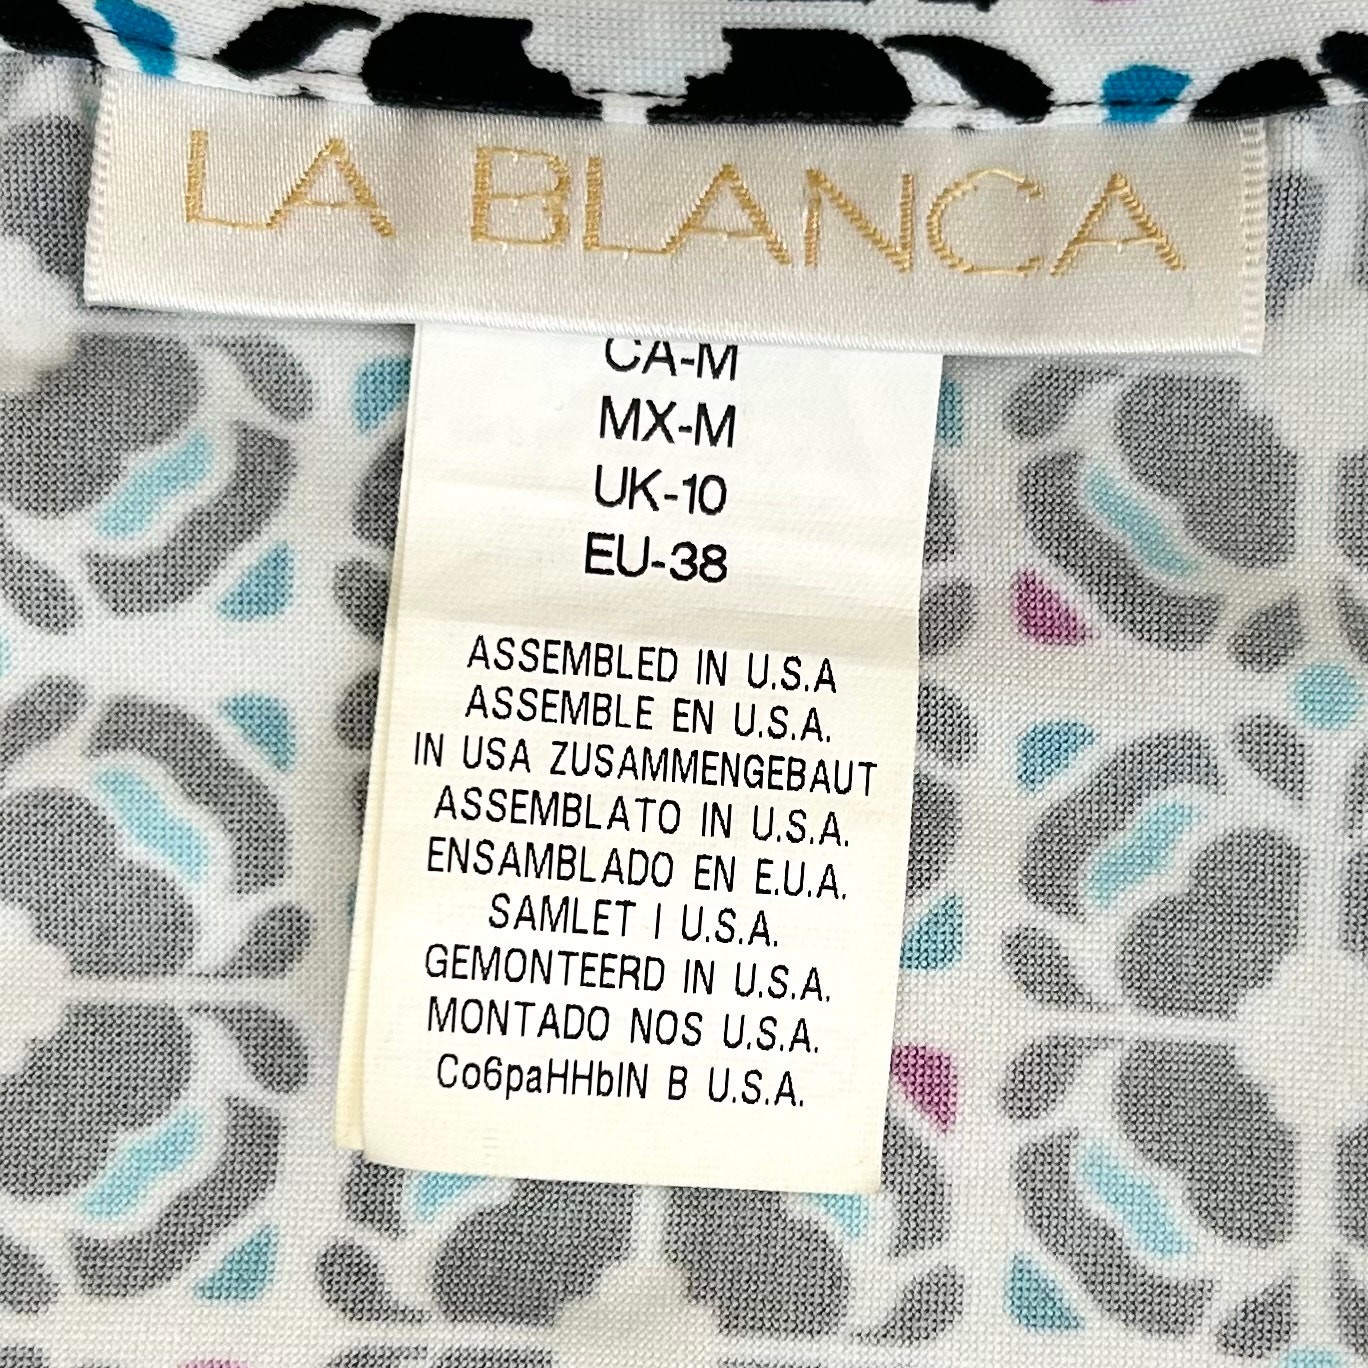 LA BLANCA
CA-M
MX-M
UK-10
EU-38
ASSEMBLED IN U.S.A
ASSEMBLE EN U.S.A.
IN USA ZUSAMMENGEBAUT
ASSEMBLATO IN U.S.A.
ENSAMBLADO EN E.U.A.
SAMLET I U.S.A.
GEMONTEERD IN U.S.A.
MONTADO NOS U.S.A.
Co6paHHbIN B U.S.A.